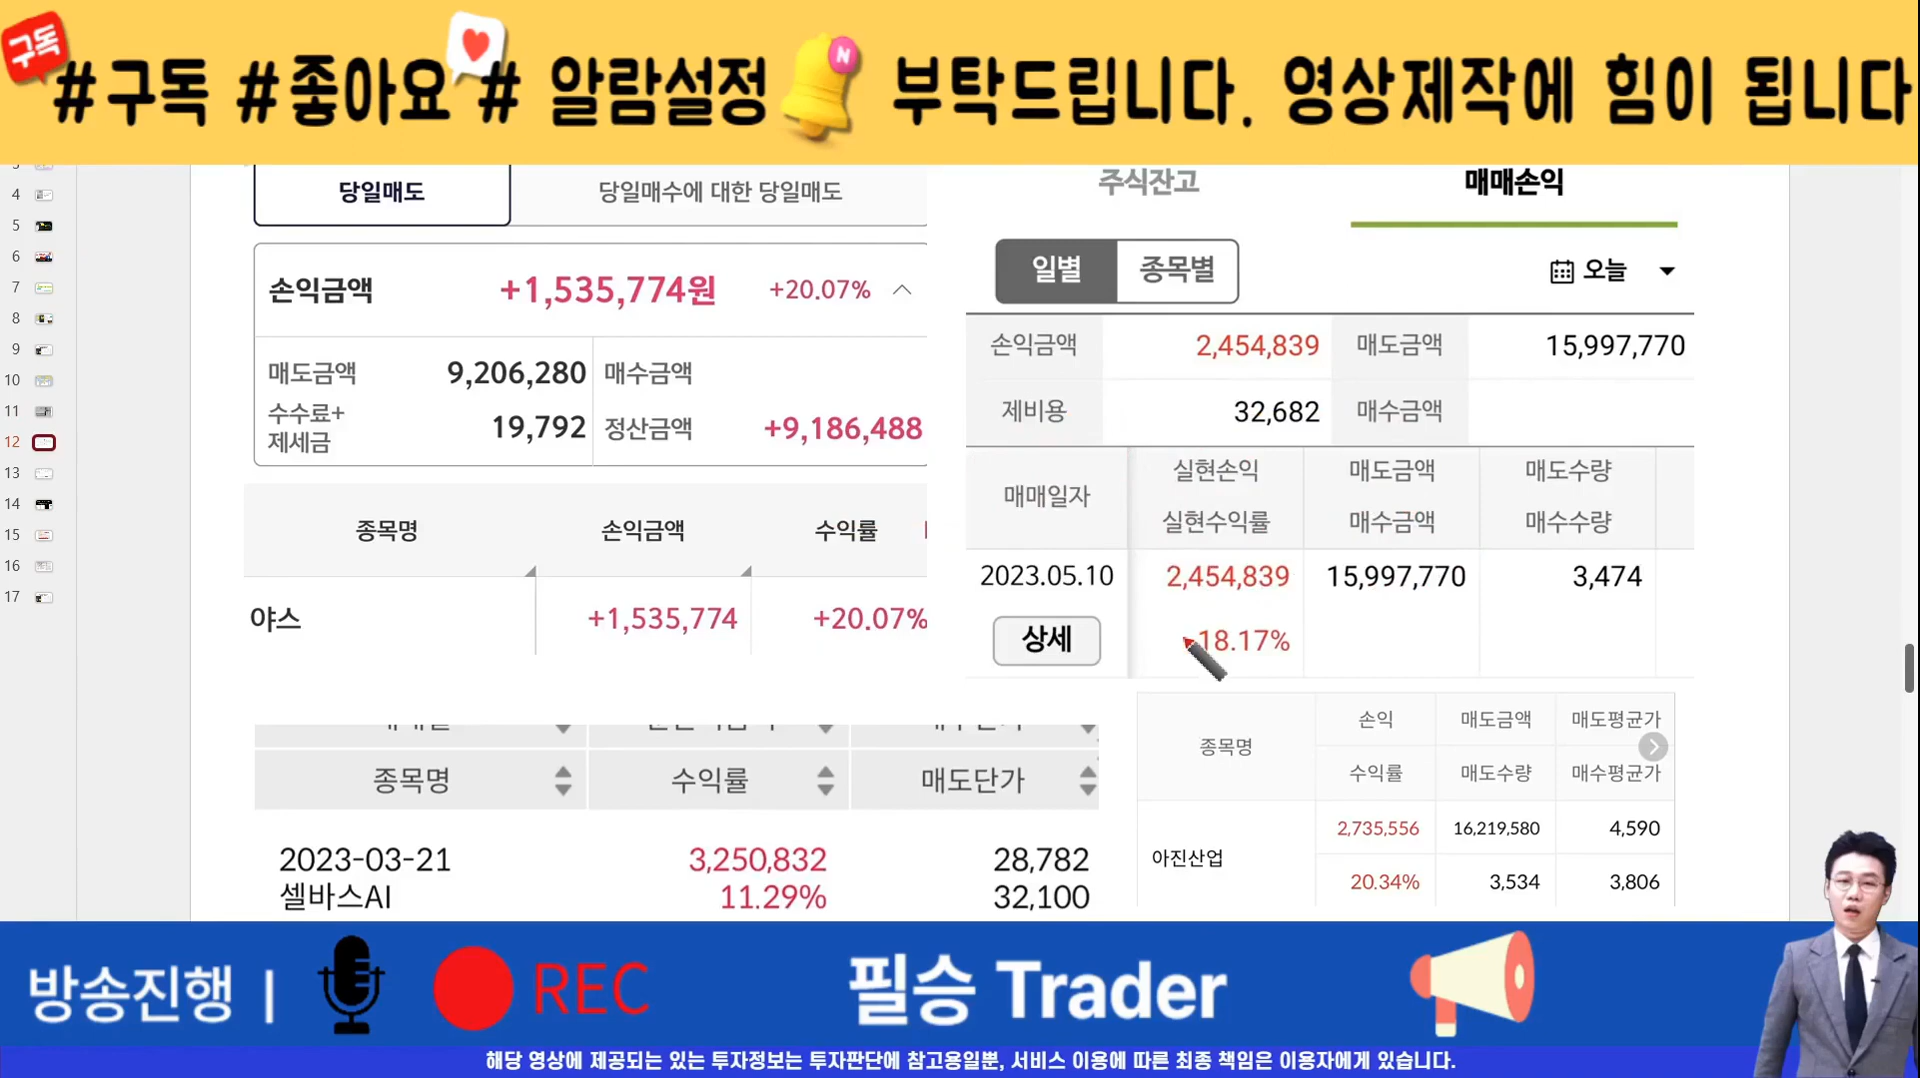 구독
#구독 #좋아요 # 알람설정 N 부탁드립니다. 영상제작에 힘이 됩니다
4
5
6
7
8
9
10
11
12
13
14
15
16
17
당일매도
당일매수에 대한 당일매도
손익금액 +1,535,774원 +20.07%
매도금액 9,206,280 매수금액
수수료+
제세금
19,792 정산금액 +9,186,488
종목명 손익금액 수익률
야스 +1,535,774 +20.07%
주식잔고 매매손익
일별 종목별 오늘
손익금액 2,454,839 매도금액 15,997,770
제비용 32,682 매수금액
매매일자
실현손익 매도금액 매도수량
실현수익률 매수금액 매수수량
2023.05.10 2,454,839 15,997,770 3,474
상세 18.17%
종목명 수익률 매도단가
2023-03-21 3,250,832 28,782
셀바스AI 11.29% 32,100
종목명
손익 매도금액 매도평균가
수익률 매도수량 매수평균가
아진산업
2,735,556 16,219,580 4,590
20.34% 3,534 3,806
방송진행 | REC 필승 Trader
해당 영상에 제공되는 있는 투자정보는 투자판단에 참고용일뿐, 서비스 이용에 따른 최종 책임은 이용자에게 있습니다.